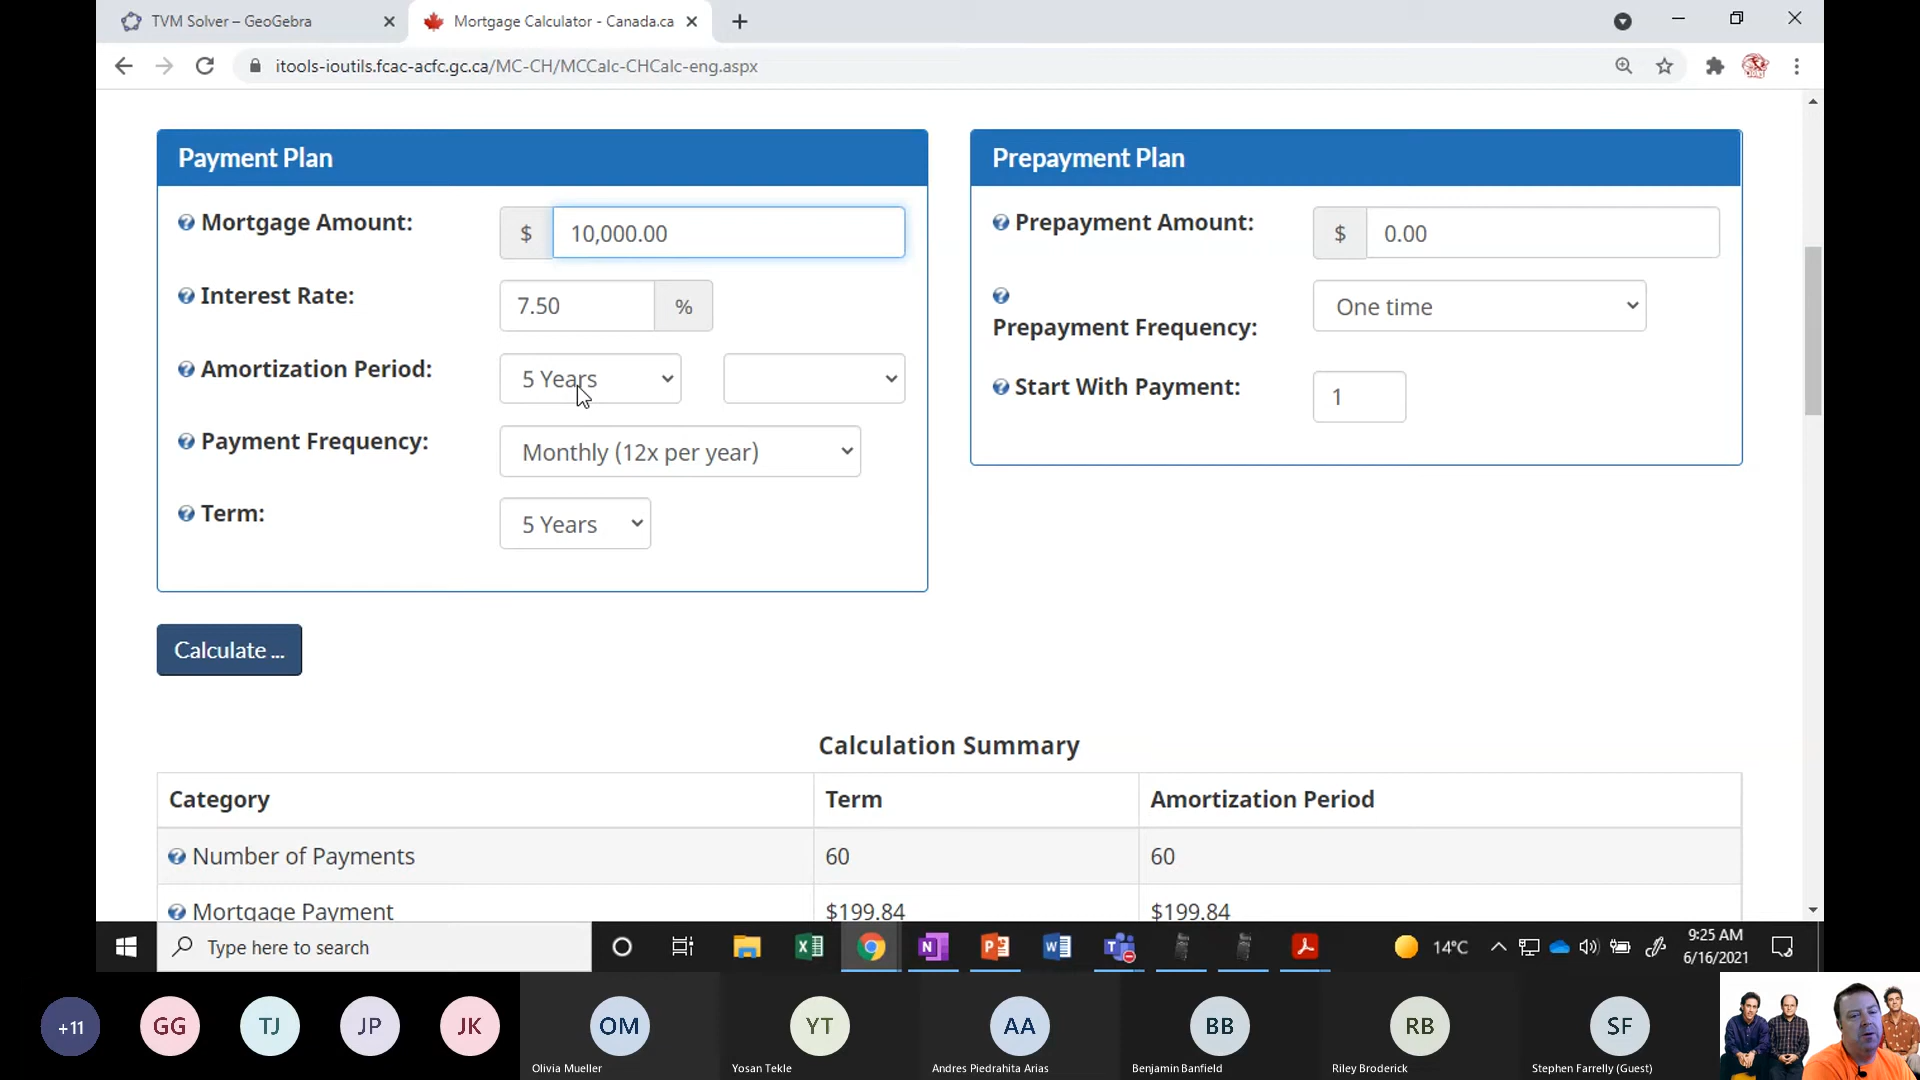 TVM Solver – GeoGebra
Mortgage Calculator - Canada.ca
itools-ioutils.fcac-acfc.gc.ca/MC-CH/MCCalc-CHCalc-eng.aspx
Payment Plan
Mortgage Amount: $ 10,000.00
Interest Rate: 7.50 %
Amortization Period: 5 Years
Payment Frequency: Monthly (12x per year)
Term: 5 Years
Prepayment Plan
Prepayment Amount: $ 0.00
Prepayment Frequency: One time
Start With Payment: 1
Calculate ...
Calculation Summary
Category Term Amortization Period
Number of Payments 60 60
Mortgage Payment $199.84 $199.84
Type here to search
14°C
9:25 AM
6/16/2021
+11 GG TJ JP JK OM YT AA BB RB SF
Olivia Mueller Yosan Tekle Andres Piedrahita Arias Benjamin Banfield Riley Broderick Stephen Farrelly (Guest)